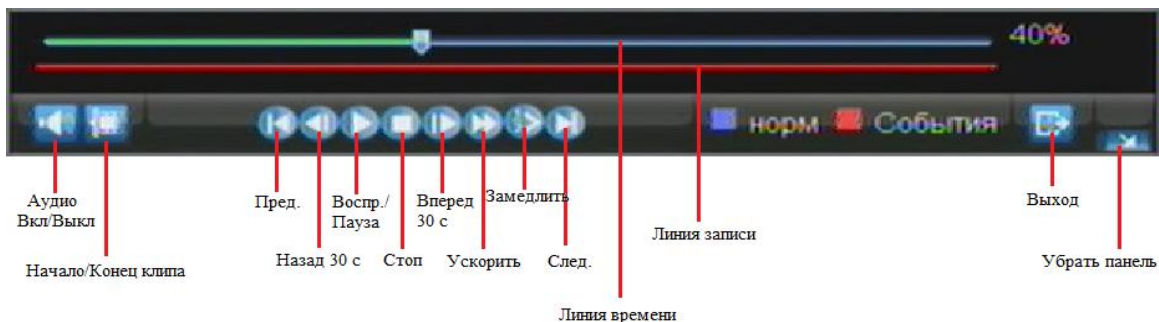 40%
норм
События
Аудио
Вкл/Выкл
Пред.
Воспр./
Пауза
Вперед
30 с
Замедлить
Выход
Линия записи
Начало/Конец клипа
Назад 30 с
Стоп
Ускорить
След.
Убрать панель
Линия времени